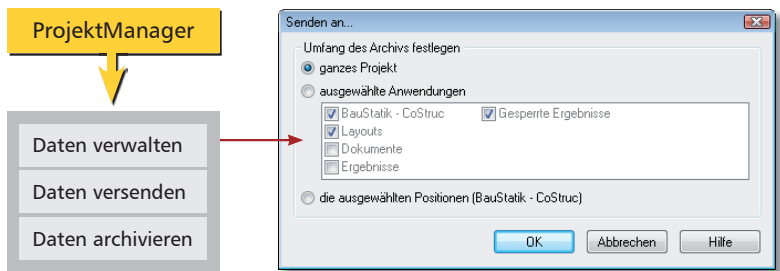 ProjektManager
Daten verwalten
Daten versenden
Daten archivieren
Senden an...
Umfang des Archivs festlegen
ganzes Projekt
ausgewählte Anwendungen
BauStatik - CoStruc
Gesperrte Ergebnisse
Layouts
Dokumente
Ergebnisse
die ausgewählten Positionen (BauStatik - CoStruc)
OK
Abbrechen
Hilfe